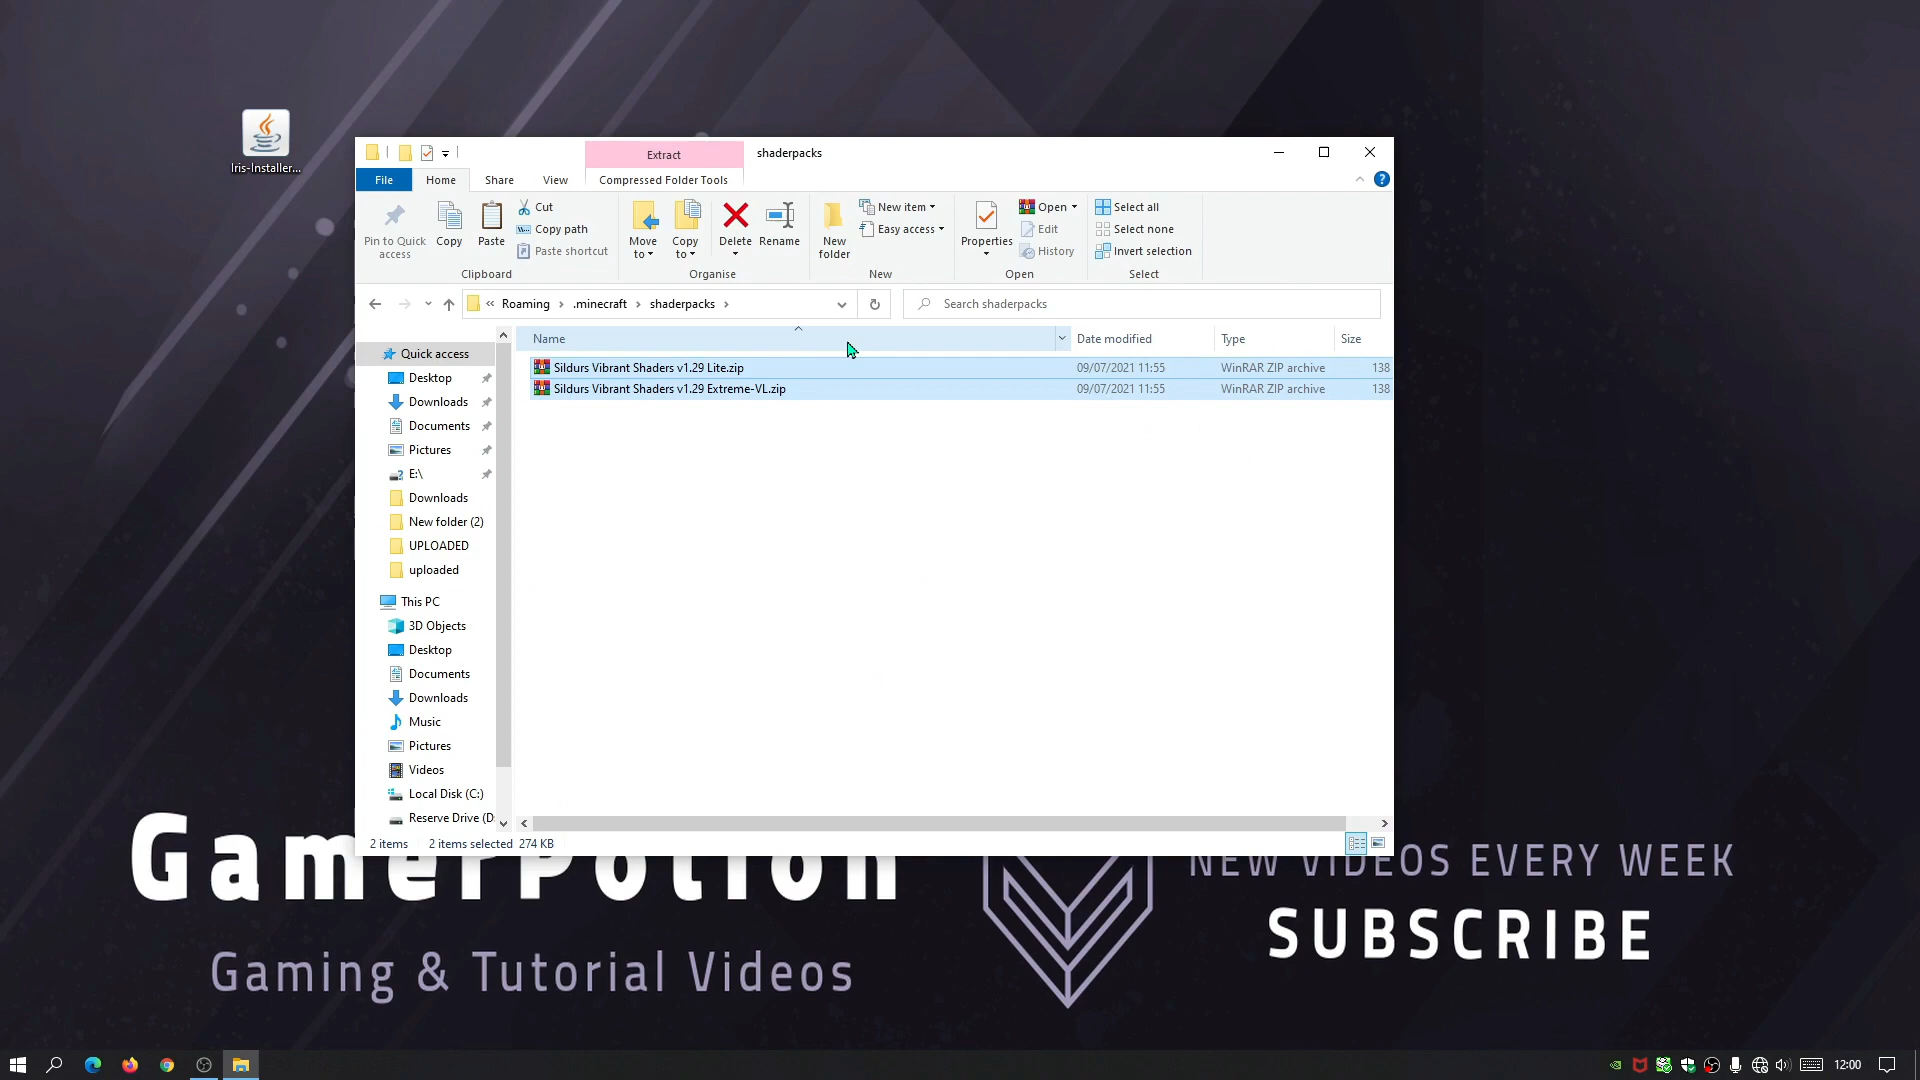 Iris-Installer...
Extract
shaderpacks
File
Home
Share
View
Compressed Folder Tools
Pin to Quick access
Copy
Paste
Cut
Copy path
Paste shortcut
Clipboard
Move to
Copy to
Delete
Rename
Organise
New folder
New item
Easy access
New
Properties
Open
Edit
History
Open
Select all
Select none
Invert selection
Select
« Roaming > .minecraft > shaderpacks >
Search shaderpacks
Name
Date modified
Type
Size
Sildurs Vibrant Shaders v1.29 Lite.zip 09/07/2021 11:55 WinRAR ZIP archive 138
Sildurs Vibrant Shaders v1.29 Extreme-VL.zip 09/07/2021 11:55 WinRAR ZIP archive 138
Quick access
Desktop
Downloads
Documents
Pictures
E:\
Downloads
New folder (2)
UPLOADED
uploaded
This PC
3D Objects
Desktop
Documents
Downloads
Music
Pictures
Videos
Local Disk (C:)
Reserve Drive (D:
2 items 2 items selected 274 KB
GamerPotion
Gaming & Tutorial Videos
NEW VIDEOS EVERY WEEK
SUBSCRIBE
12:00